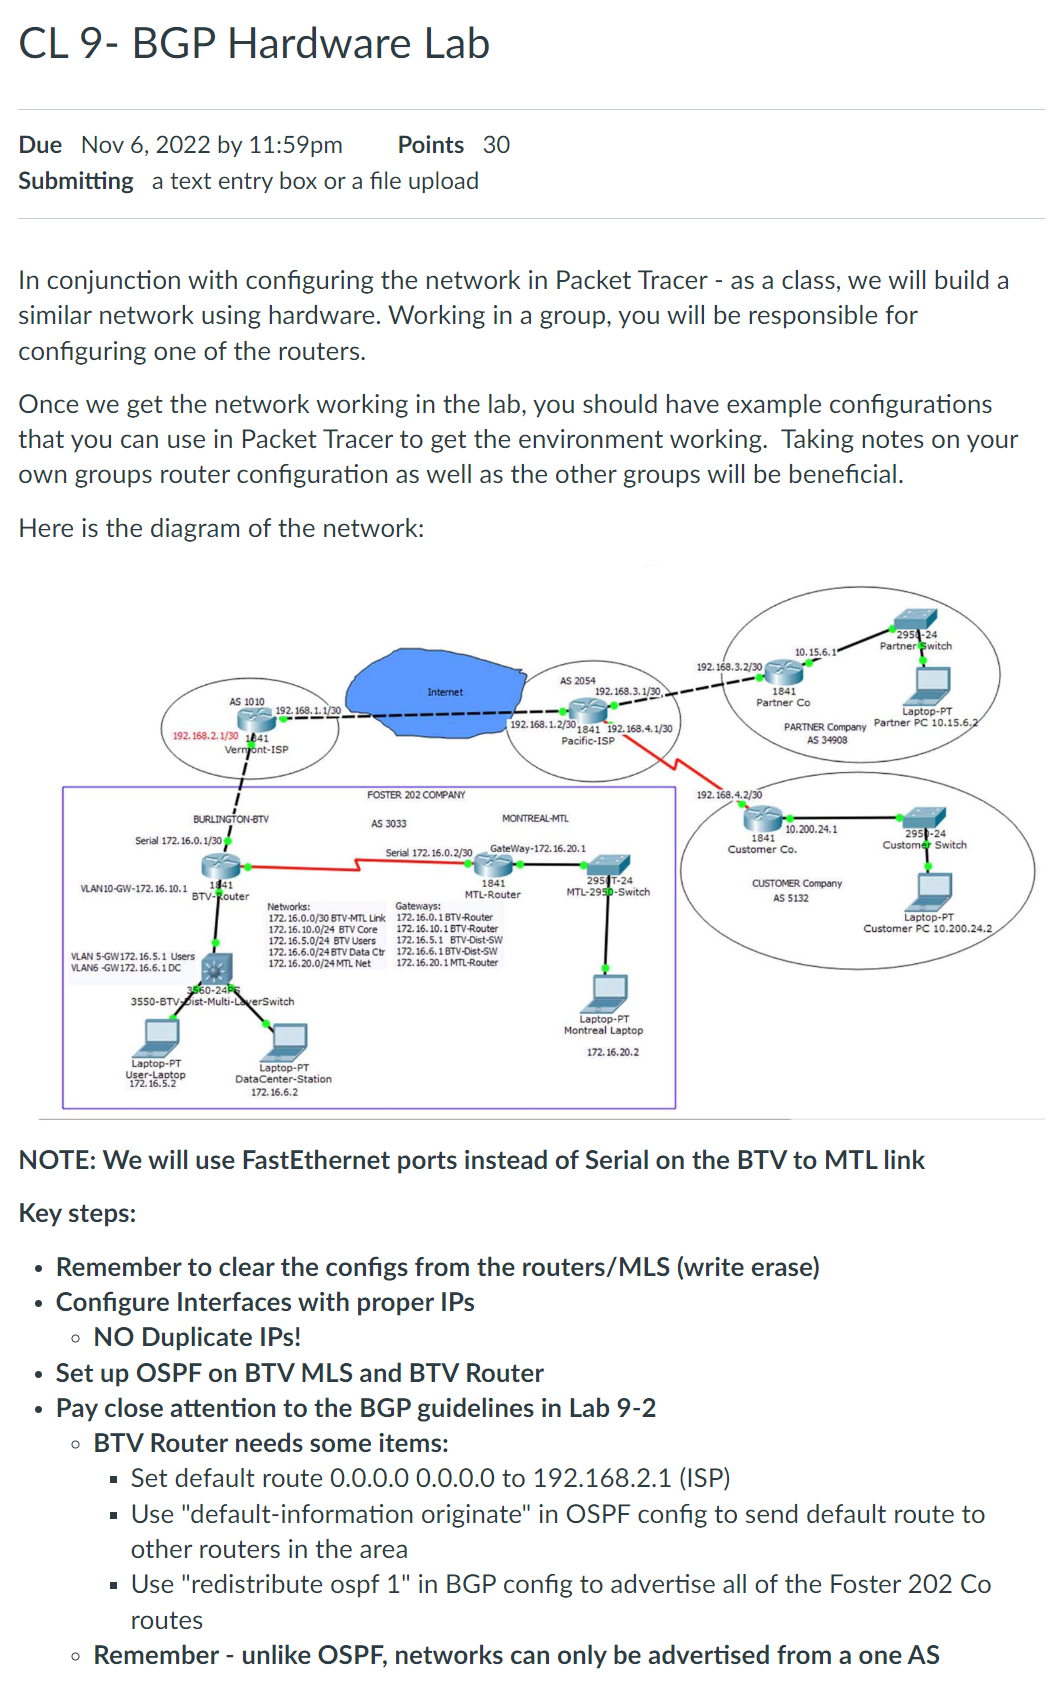 CL 9- BGP Hardware Lab
Due Nov 6, 2022 by 11:59pm Points 30
Submitting a text entry box or a file upload
In conjunction with configuring the network in Packet Tracer - as a class, we will build a
similar network using hardware. Working in a group, you will be responsible for
configuring one of the routers.
Once we get the network working in the lab, you should have example configurations
that you can use in Packet Tracer to get the environment working. Taking notes on your
own groups router configuration as well as the other groups will be beneficial.
Here is the diagram of the network:
2950-24
Partner Switch
10.15.6.1
192.168.3.2/30
1841
Partner Co
Laptop-PT
Partner PC 10.15.6.2
PARTNER Company
AS 34908
AS 2054
192.168.3.1/30
192.168.1.2/30
1841
192.168.4.1/30
Pacific-ISP
Internet
AS 1010
192.168.1.1/30
192.168.2.1/30
1841
Vermont-ISP
192.168.4.2/30
1841
Customer Co.
10.200.24.1
2950-24
Customer Switch
CUSTOMER Company
AS 5132
Laptop-PT
Customer PC 10.200.24.2
FOSTER 202 COMPANY
AS 3033
BURLINGTON-BTV
MONTREAL-MTL
Serial 172.16.0.1/30
Serial 172.16.0.2/30
GateWay-172.16.20.1
VLAN10-GW-172.16.10.1
1841
BTV-Router
1841
MTL-Router
2950T-24
MTL-2950-Switch
Networks:
172.16.0.0/30 BTV-MTL Link
172.16.10.0/24 BTV Core
172.16.5.0/24 BTV Users
172.16.6.0/24 BTV Data Ctr
172.16.20.0/24 MTL Net
Gateways:
172.16.0.1 BTV-Router
172.16.10.1 BTV-Router
172.16.5.1 BTV-Dist-SW
172.16.6.1 BTV-Dist-SW
172.16.20.1 MTL-Router
VLAN 5-GW172.16.5.1 Users
VLAN6 -GW172.16.6.1 DC
3560-24PS
3550-BTV-Dist-Multi-LayerSwitch
Laptop-PT
User-Laptop
172.16.5.2
Laptop-PT
DataCenter-Station
172.16.6.2
Laptop-PT
Montreal Laptop
172.16.20.2
NOTE: We will use FastEthernet ports instead of Serial on the BTV to MTL link
Key steps:
• Remember to clear the configs from the routers/MLS (write erase)
• Configure Interfaces with proper IPs
◦ NO Duplicate IPs!
• Set up OSPF on BTV MLS and BTV Router
• Pay close attention to the BGP guidelines in Lab 9-2
◦ BTV Router needs some items:
▪ Set default route 0.0.0.0 0.0.0.0 to 192.168.2.1 (ISP)
▪ Use "default-information originate" in OSPF config to send default route to
other routers in the area
▪ Use "redistribute ospf 1" in BGP config to advertise all of the Foster 202 Co
routes
◦ Remember - unlike OSPF, networks can only be advertised from a one AS